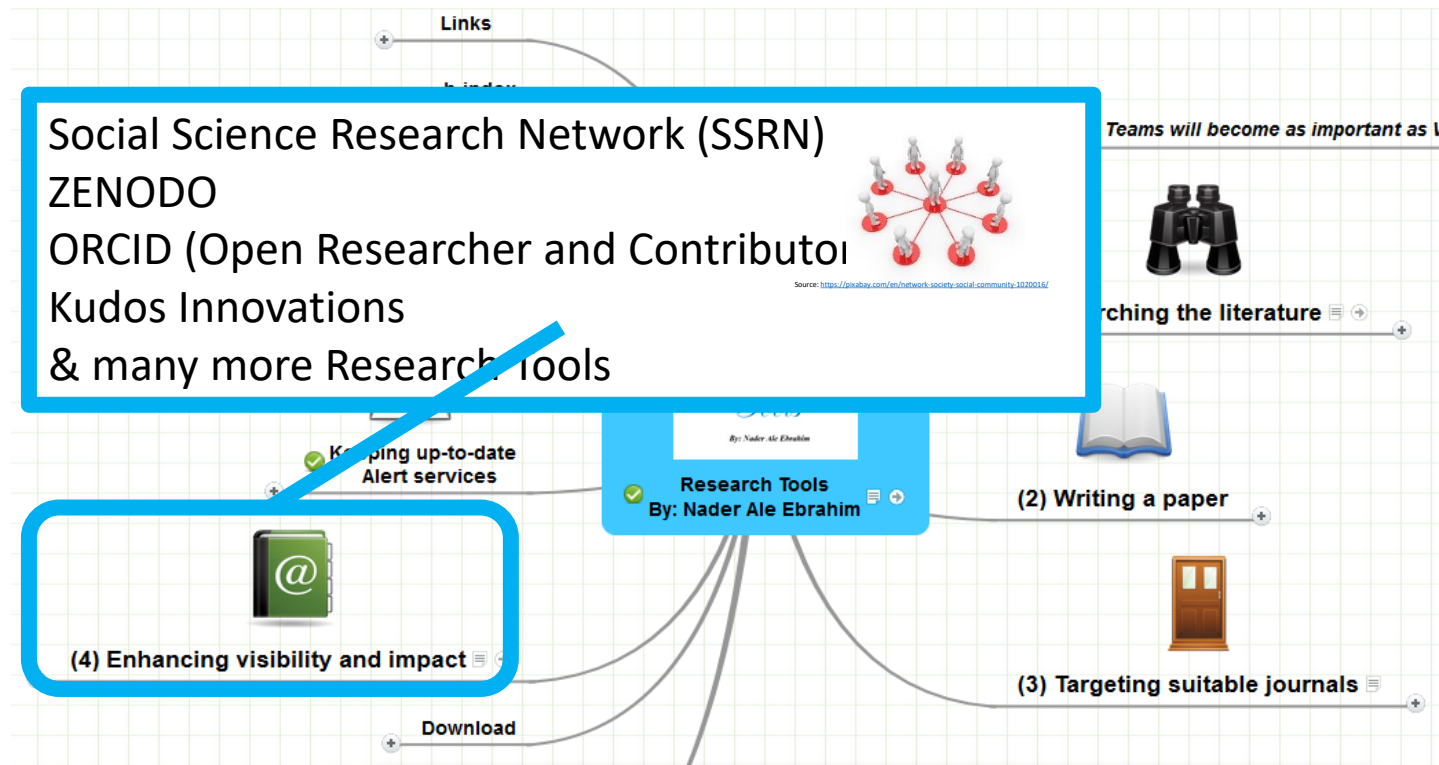 Links
h-index
Social Science Research Network (SSRN)
ZENODO
ORCID (Open Researcher and Contributor
Kudos Innovations
& many more Research Tools
Source: https://pixabay.com/en/network-society-social-community-1020016/
Teams will become as important as
rching the literature
By: Nader Ale Ebrahim
Keeping up-to-date
Alert services
Research Tools
By: Nader Ale Ebrahim
(2) Writing a paper
@
(4) Enhancing visibility and impact
(3) Targeting suitable journals
Download